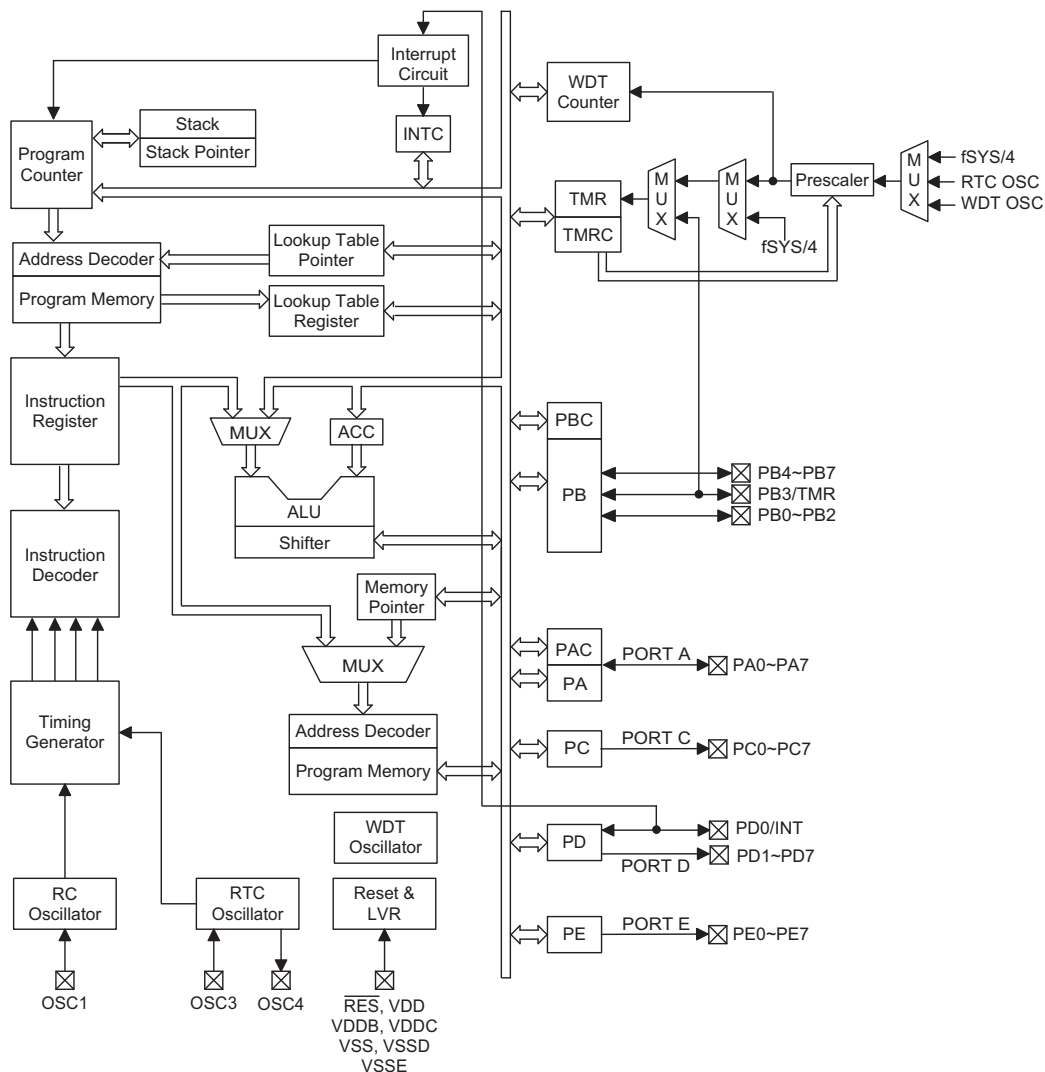 Interrupt
Circuit
Stack
Stack Pointer
INTC
Program
Counter
WDT
Counter
fSYS/4
RTC OSC
WDT OSC
MUX
Prescaler
MUX
MUX
fSYS/4
TMR
TMRC
Address Decoder
Program Memory
Lookup Table
Pointer
Lookup Table
Register
Instruction
Register
MUX
ACC
ALU
Shifter
PBC
PB
PB4~PB7
PB3/TMR
PB0~PB2
Instruction
Decoder
Memory
Pointer
MUX
PAC
PA
PORT A
PA0~PA7
Timing
Generator
Address Decoder
Program Memory
PC
PORT C
PC0~PC7
WDT
Oscillator
PD
PORT D
PD0/INT
PD1~PD7
RC
Oscillator
RTC
Oscillator
Reset &
LVR
PE
PORT E
PE0~PE7
OSC1
OSC3
OSC4
RES, VDD
VDDB, VDDC
VSS, VSSD
VSSE